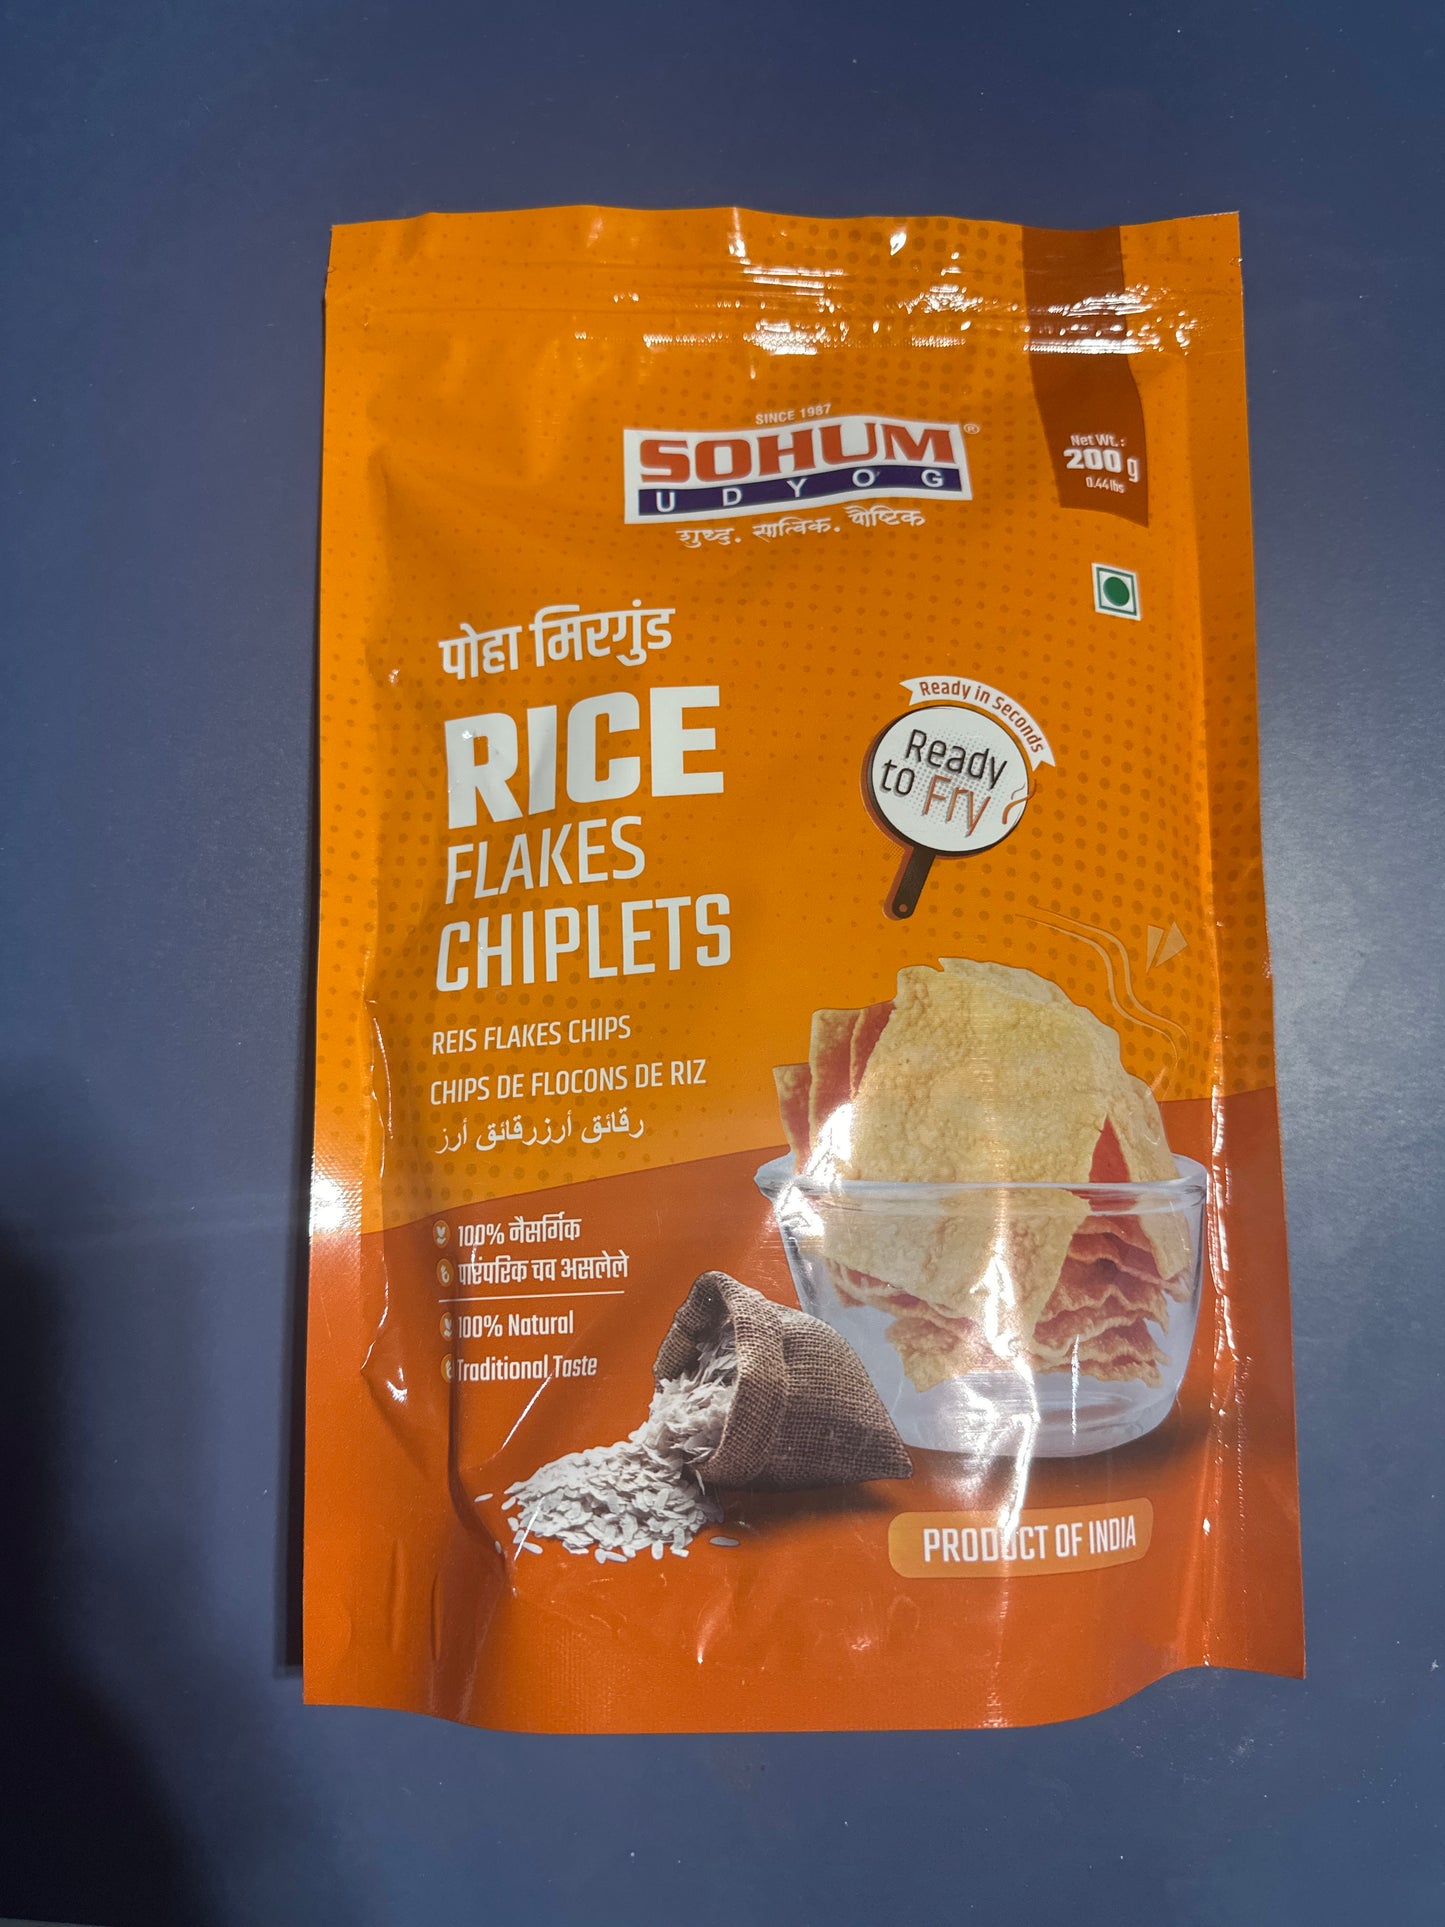 SINCE 1987
SOHUM®
UDYOG
शुध्द. सात्विक. पौष्टिक
Net Wt.:
200 g
0.44 lbs
पोहा मिरगुंड
RICE
FLAKES
CHIPLETS
Ready in Seconds
Ready
to Fry
REIS FLAKES CHIPS
CHIPS DE FLOCONS DE RIZ
رقائق أرزرقائق أرز
100% नैसर्गिक
पारंपरिक चव असलेले
100% Natural
Traditional Taste
PRODUCT OF INDIA